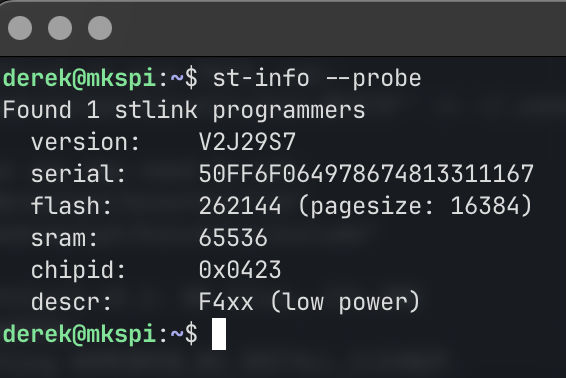 derek@mkspi:~$ st-info --probe
Found 1 stlink programmers
  version:    V2J29S7
  serial:     50FF6F064978674813311167
  flash:      262144 (pagesize: 16384)
  sram:       65536
  chipid:     0x0423
  descr:      F4xx (low power)
derek@mkspi:~$